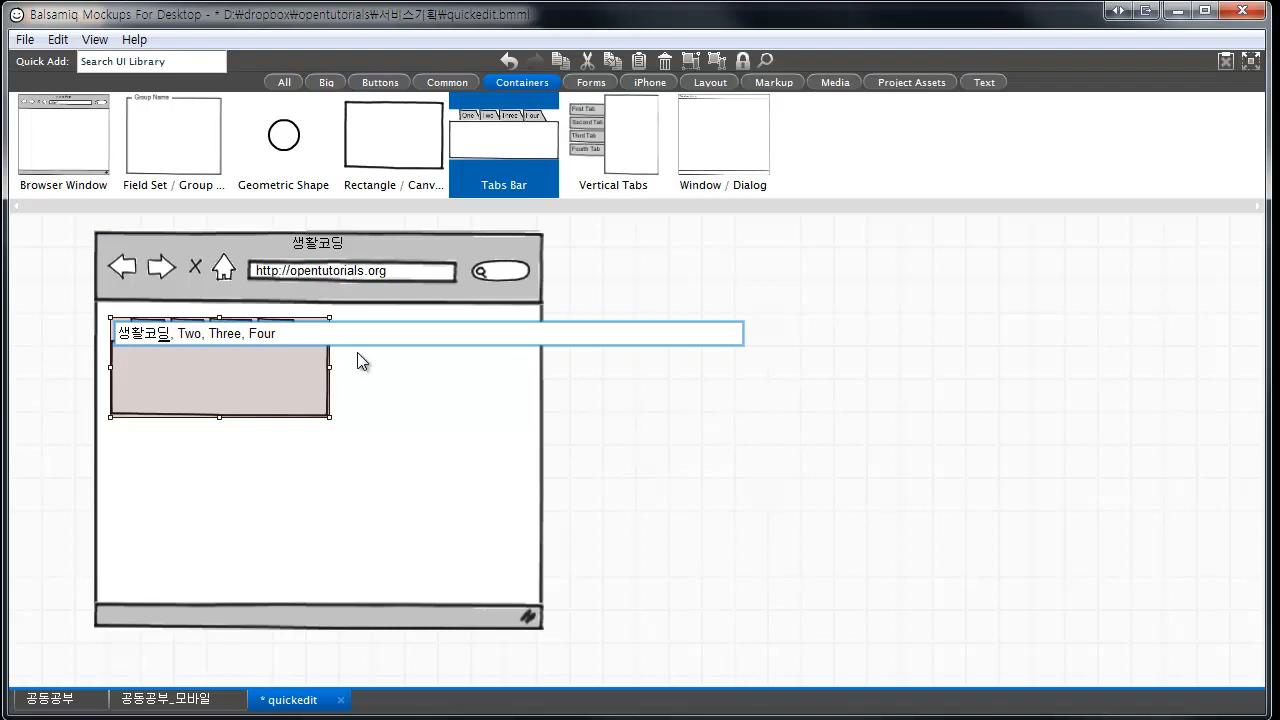 Balsamiq Mockups For Desktop - * D:\dropbox\opentutorials\서비스기획\quickedit.bmml
File Edit View Help
Quick Add: Search UI Library
All Big Buttons Common Containers Forms iPhone Layout Markup Media Project Assets Text
Group Name
One Two Three Four
First Tab
Second Tab
Third Tab
Fourth Tab
Browser Window Field Set / Group ... Geometric Shape Rectangle / Canv... Tabs Bar Vertical Tabs Window / Dialog
생활코딩
http://opentutorials.org
생활코딩, Two, Three, Four
공동공부 공동공부_모바일 * quickedit